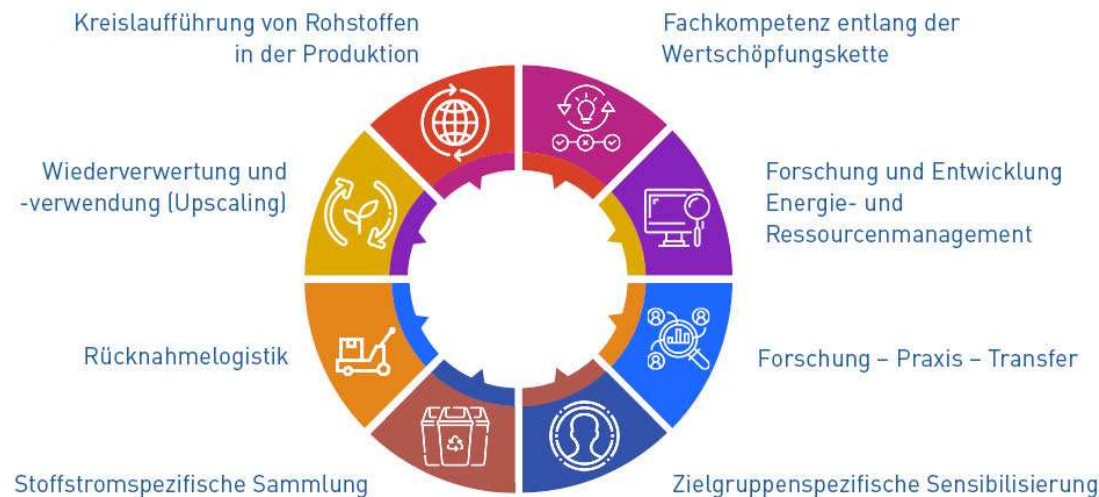 Kreislaufführung von Rohstoffen
in der Produktion
Fachkompetenz entlang der
Wertschöpfungskette
Wiederverwertung und
-verwendung (Upscaling)
Forschung und Entwicklung
Energie- und
Ressourcenmanagement
Rücknahmelogistik
Forschung – Praxis – Transfer
Stoffstromspezifische Sammlung
Zielgruppenspezifische Sensibilisierung